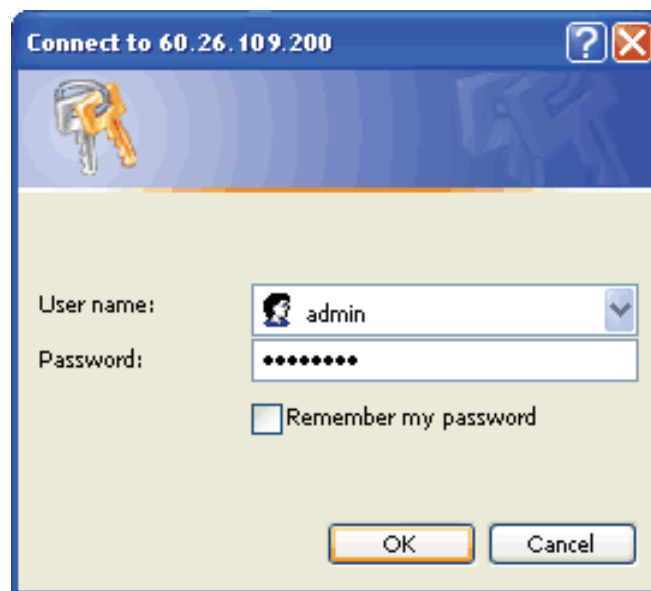 Connect to 60.26.109.200
User name:
admin
Password:
••••••••
Remember my password
OK
Cancel